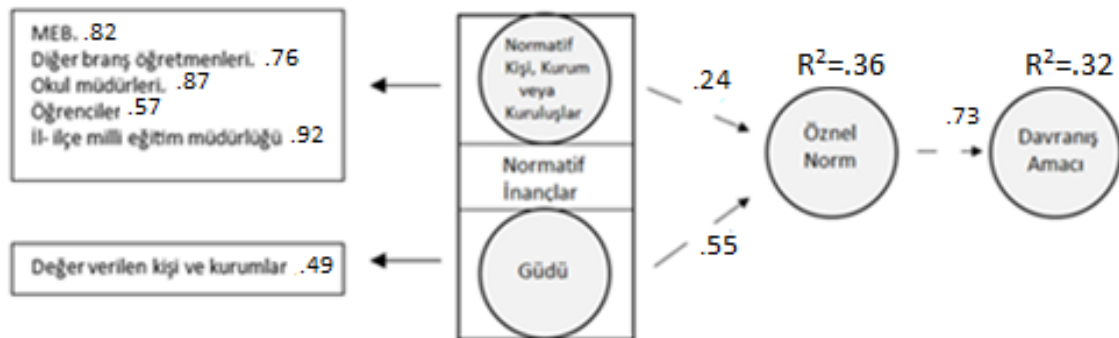 MEB. .82
Diğer branş öğretmenleri. .76
Okul müdürleri. .87
Öğrenciler .57
İl- ilçe milli eğitim müdürlüğü .92
Değer verilen kişi ve kurumlar .49
Normatif
Kişi, Kurum
veya
Kuruluşlar
Normatif
İnançlar
Güdü
.24
.55
R²=.36
Öznel
Norm
.73
R²=.32
Davranış
Amacı